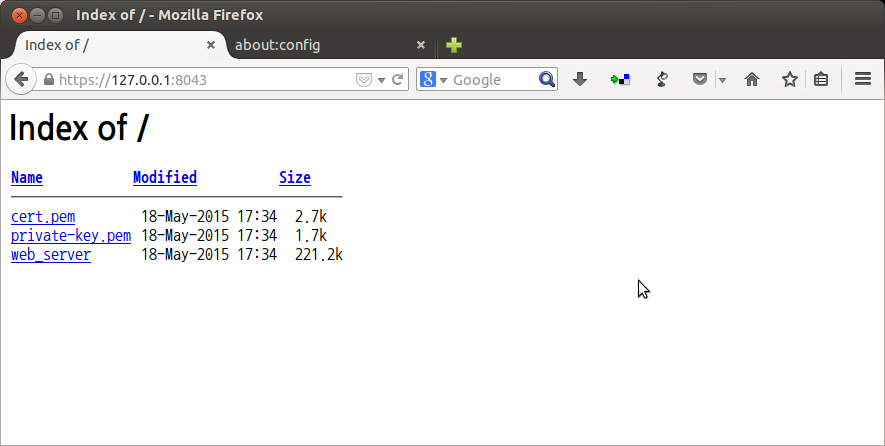 Index of / - Mozilla Firefox
Index of / about:config
https://127.0.0.1:8043 Google
Index of /
Name Modified Size
cert.pem 18-May-2015 17:34 2.7k
private-key.pem 18-May-2015 17:34 1.7k
web_server 18-May-2015 17:34 221.2k